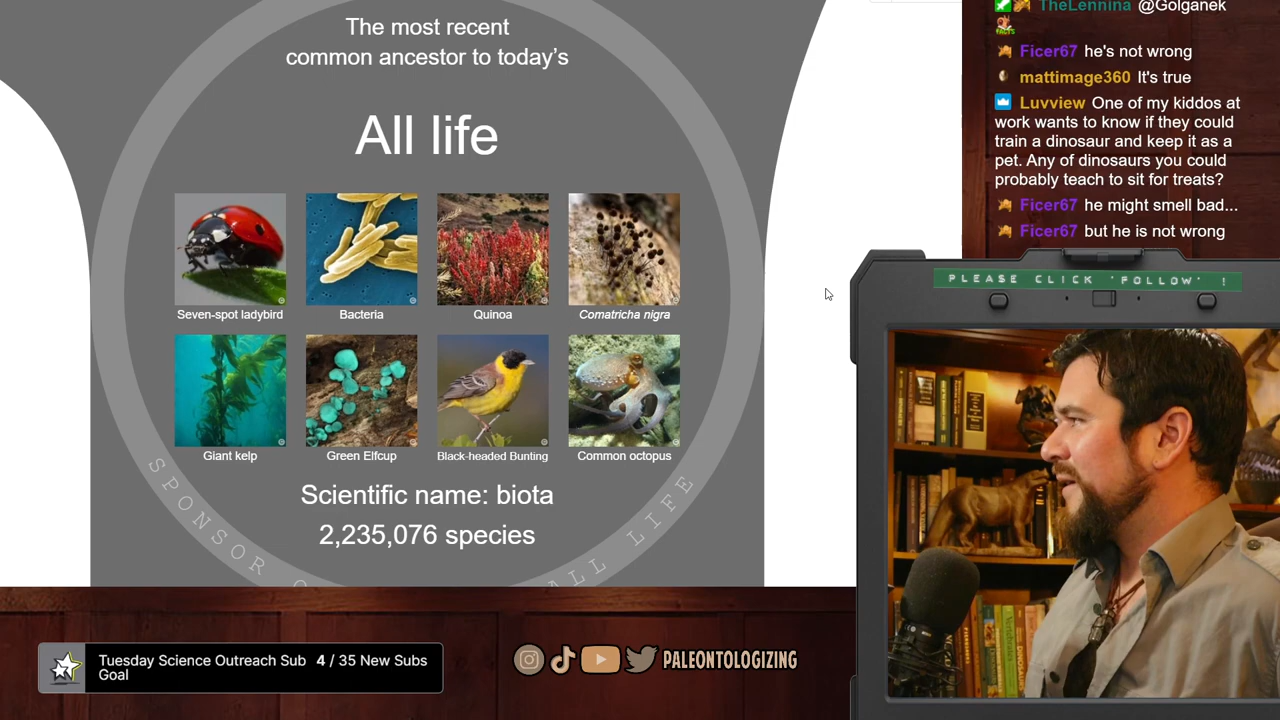 The most recent
common ancestor to today's
All life
Seven-spot ladybird
Bacteria
Quinoa
Comatricha nigra
Giant kelp
Green Elfcup
Black-headed Bunting
Common octopus
Scientific name: biota
2,235,076 species
SPONSOR O ALL LIFE
TheLennina @Golganek
Ficer67 he's not wrong
mattimage360 It's true
Luvview One of my kiddos at
work wants to know if they could
train a dinosaur and keep it as a
pet. Any of dinosaurs you could
probably teach to sit for treats?
Ficer67 he might smell bad...
Ficer67 but he is not wrong
PLEASE CLICK 'FOLLOW' !
Tuesday Science Outreach Sub
Goal
4 / 35 New Subs
PALEONTOLOGIZING